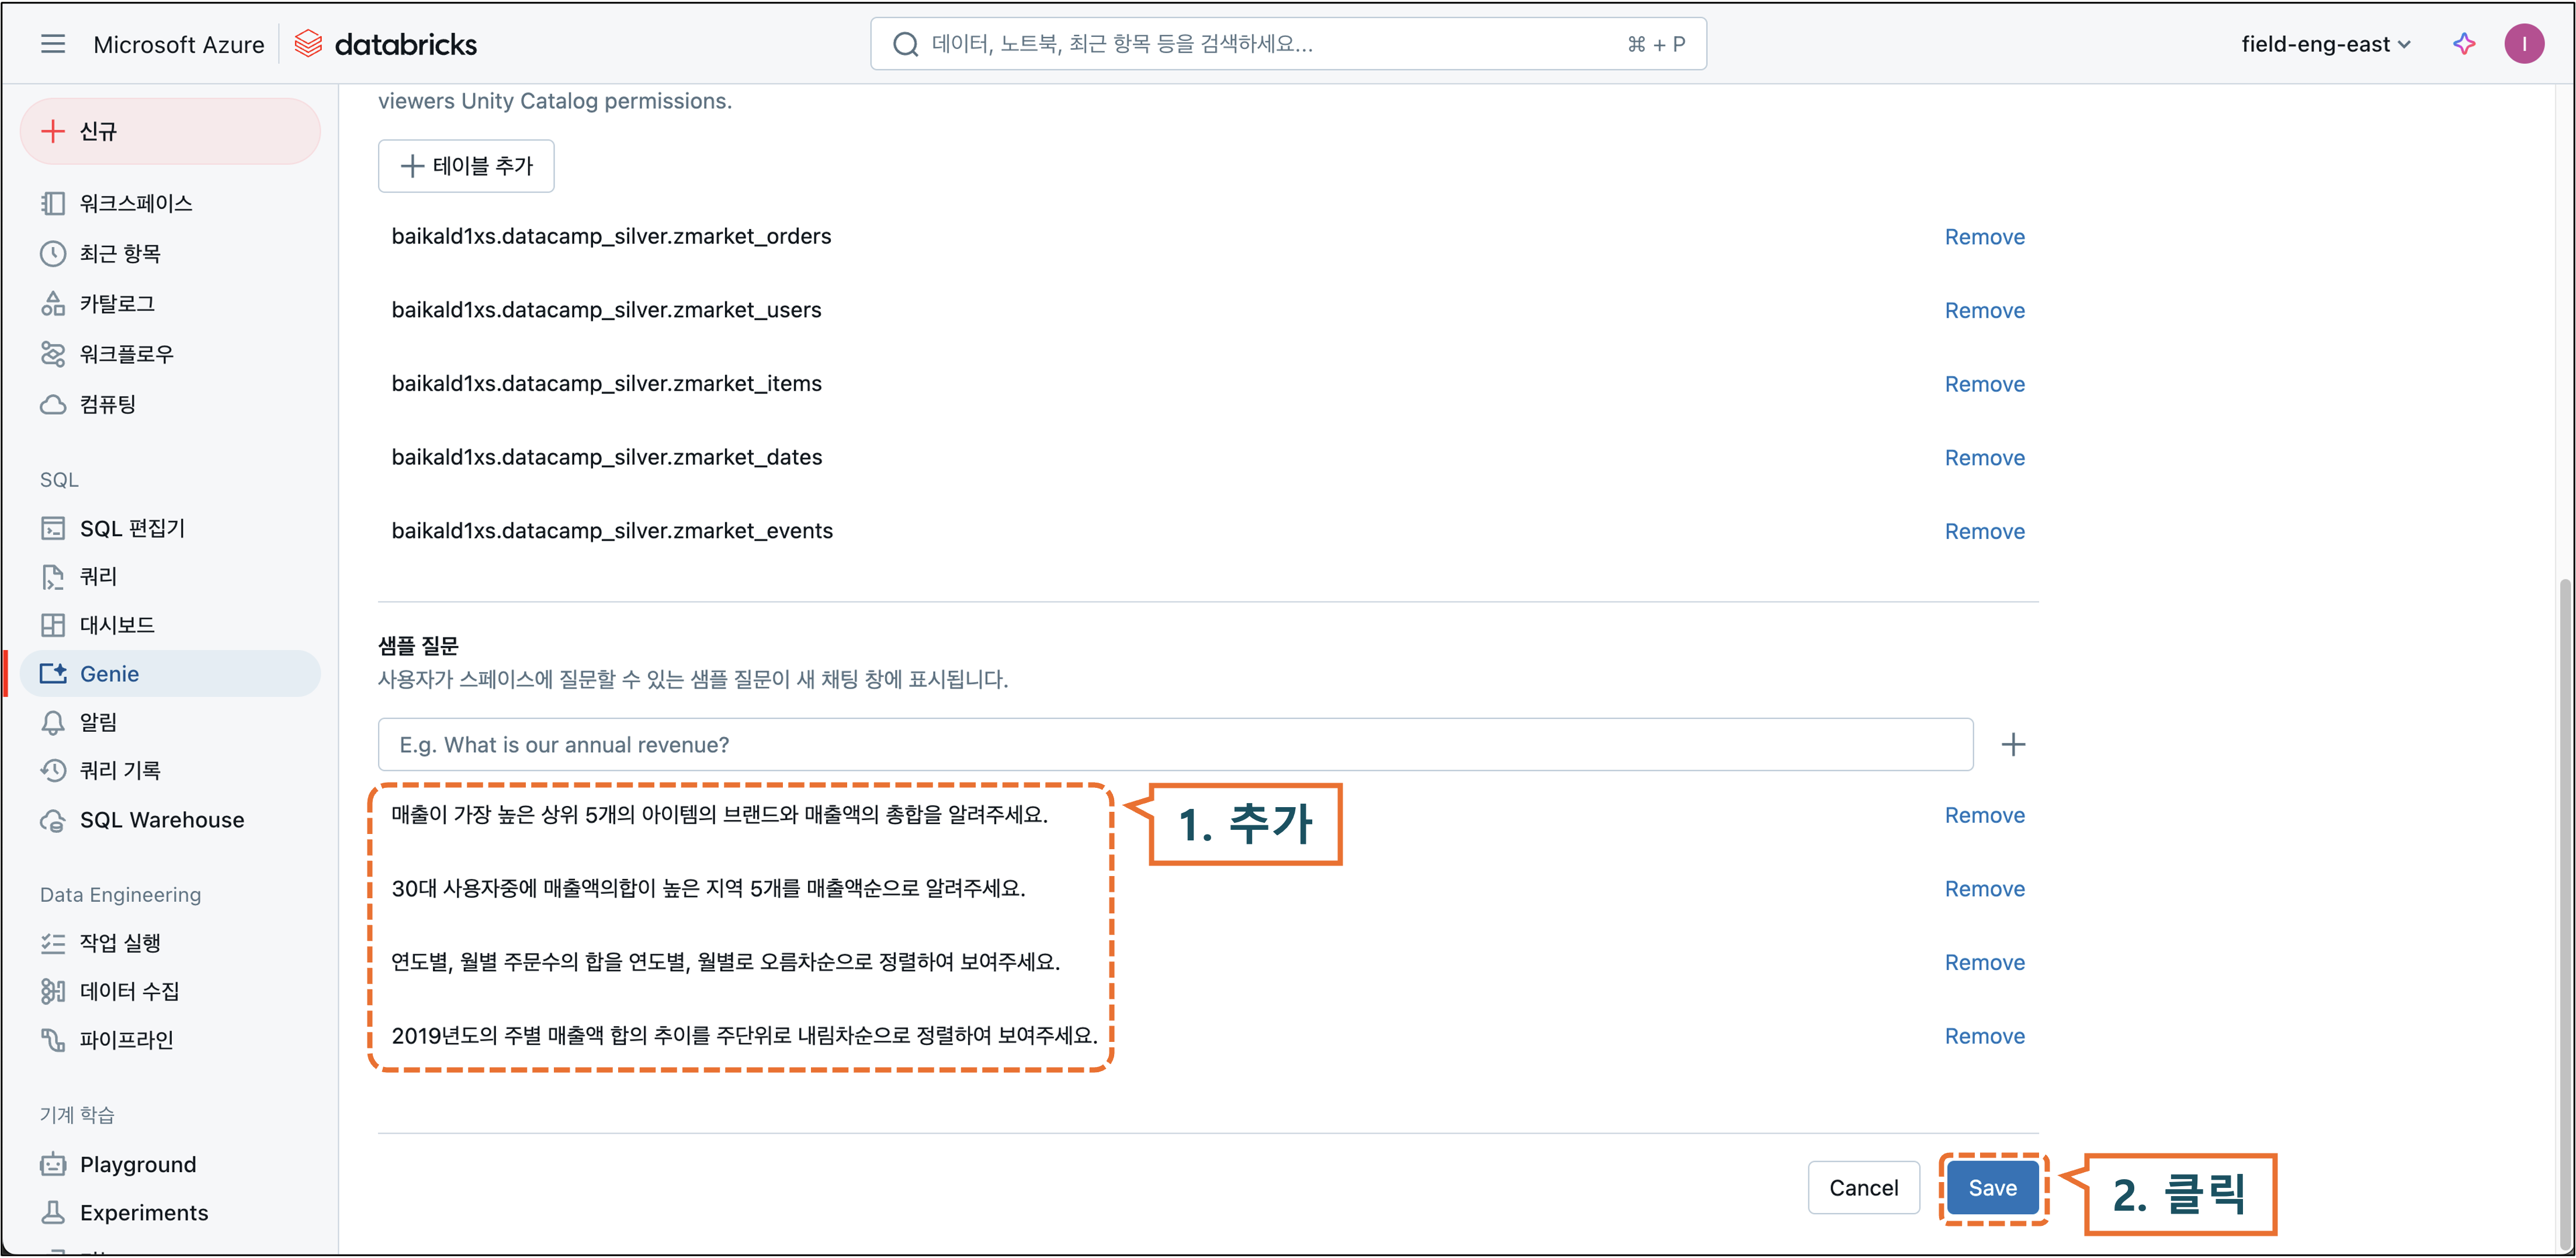 Microsoft Azure databricks 데이터, 노트북, 최근 항목 등을 검색하세요... ⌘ + P field-eng-east I
신규
워크스페이스
최근 항목
카탈로그
워크플로우
컴퓨팅
SQL
SQL 편집기
쿼리
대시보드
Genie
알림
쿼리 기록
SQL Warehouse
Data Engineering
작업 실행
데이터 수집
파이프라인
기계 학습
Playground
Experiments
viewers Unity Catalog permissions.
테이블 추가
baikald1xs.datacamp_silver.zmarket_orders Remove
baikald1xs.datacamp_silver.zmarket_users Remove
baikald1xs.datacamp_silver.zmarket_items Remove
baikald1xs.datacamp_silver.zmarket_dates Remove
baikald1xs.datacamp_silver.zmarket_events Remove
샘플 질문
사용자가 스페이스에 질문할 수 있는 샘플 질문이 새 채팅 창에 표시됩니다.
E.g. What is our annual revenue?
매출이 가장 높은 상위 5개의 아이템의 브랜드와 매출액의 총합을 알려주세요. Remove
1. 추가
30대 사용자중에 매출액의합이 높은 지역 5개를 매출액순으로 알려주세요. Remove
연도별, 월별 주문수의 합을 연도별, 월별로 오름차순으로 정렬하여 보여주세요. Remove
2019년도의 주별 매출액 합의 추이를 주단위로 내림차순으로 정렬하여 보여주세요. Remove
Cancel Save
2. 클릭